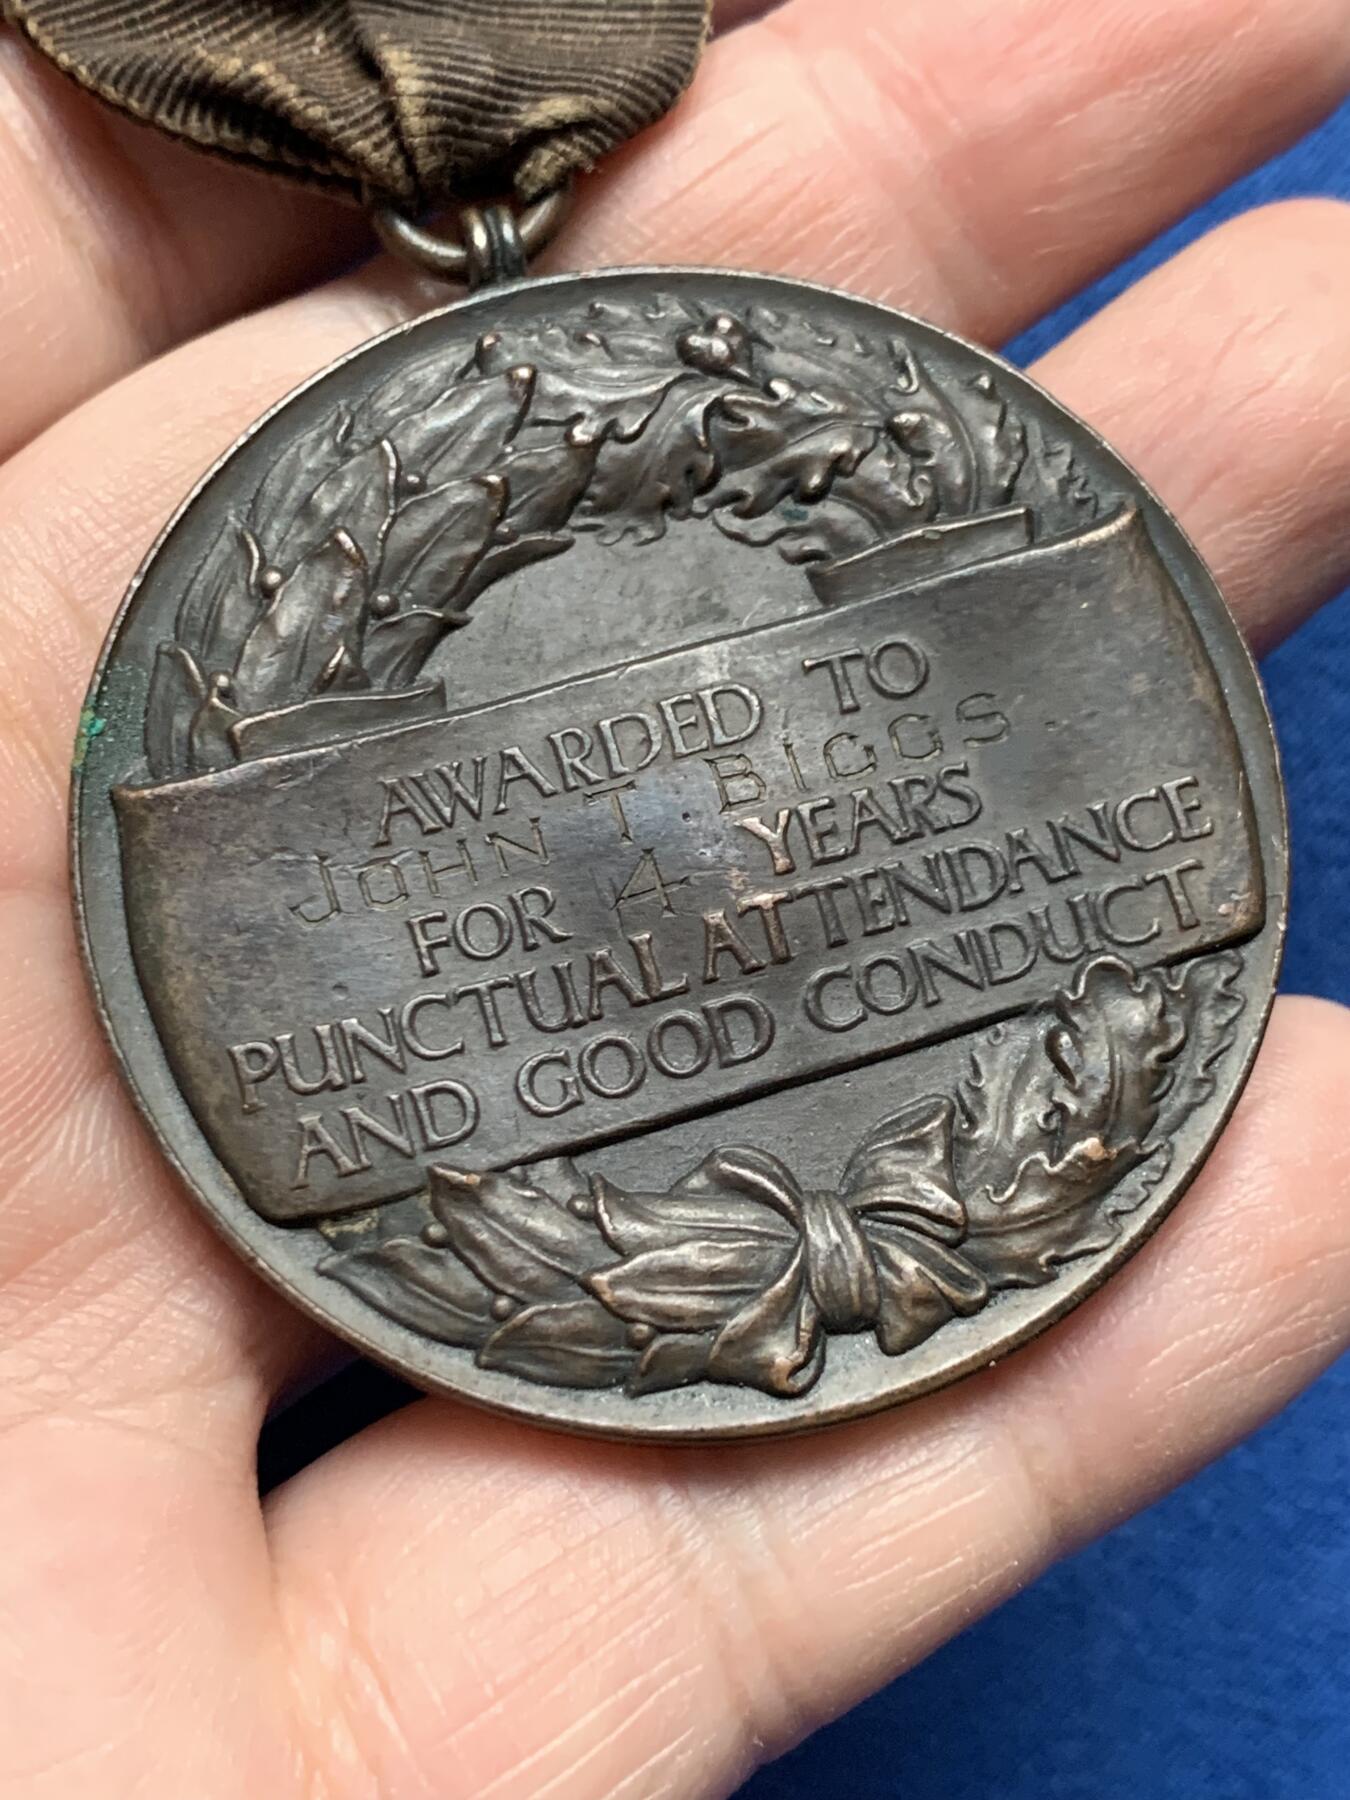 AWARDED TO
JOHN T BIGGS
FOR 4 YEARS
PUNCTUAL ATTENDANCE
AND GOOD CONDUCT